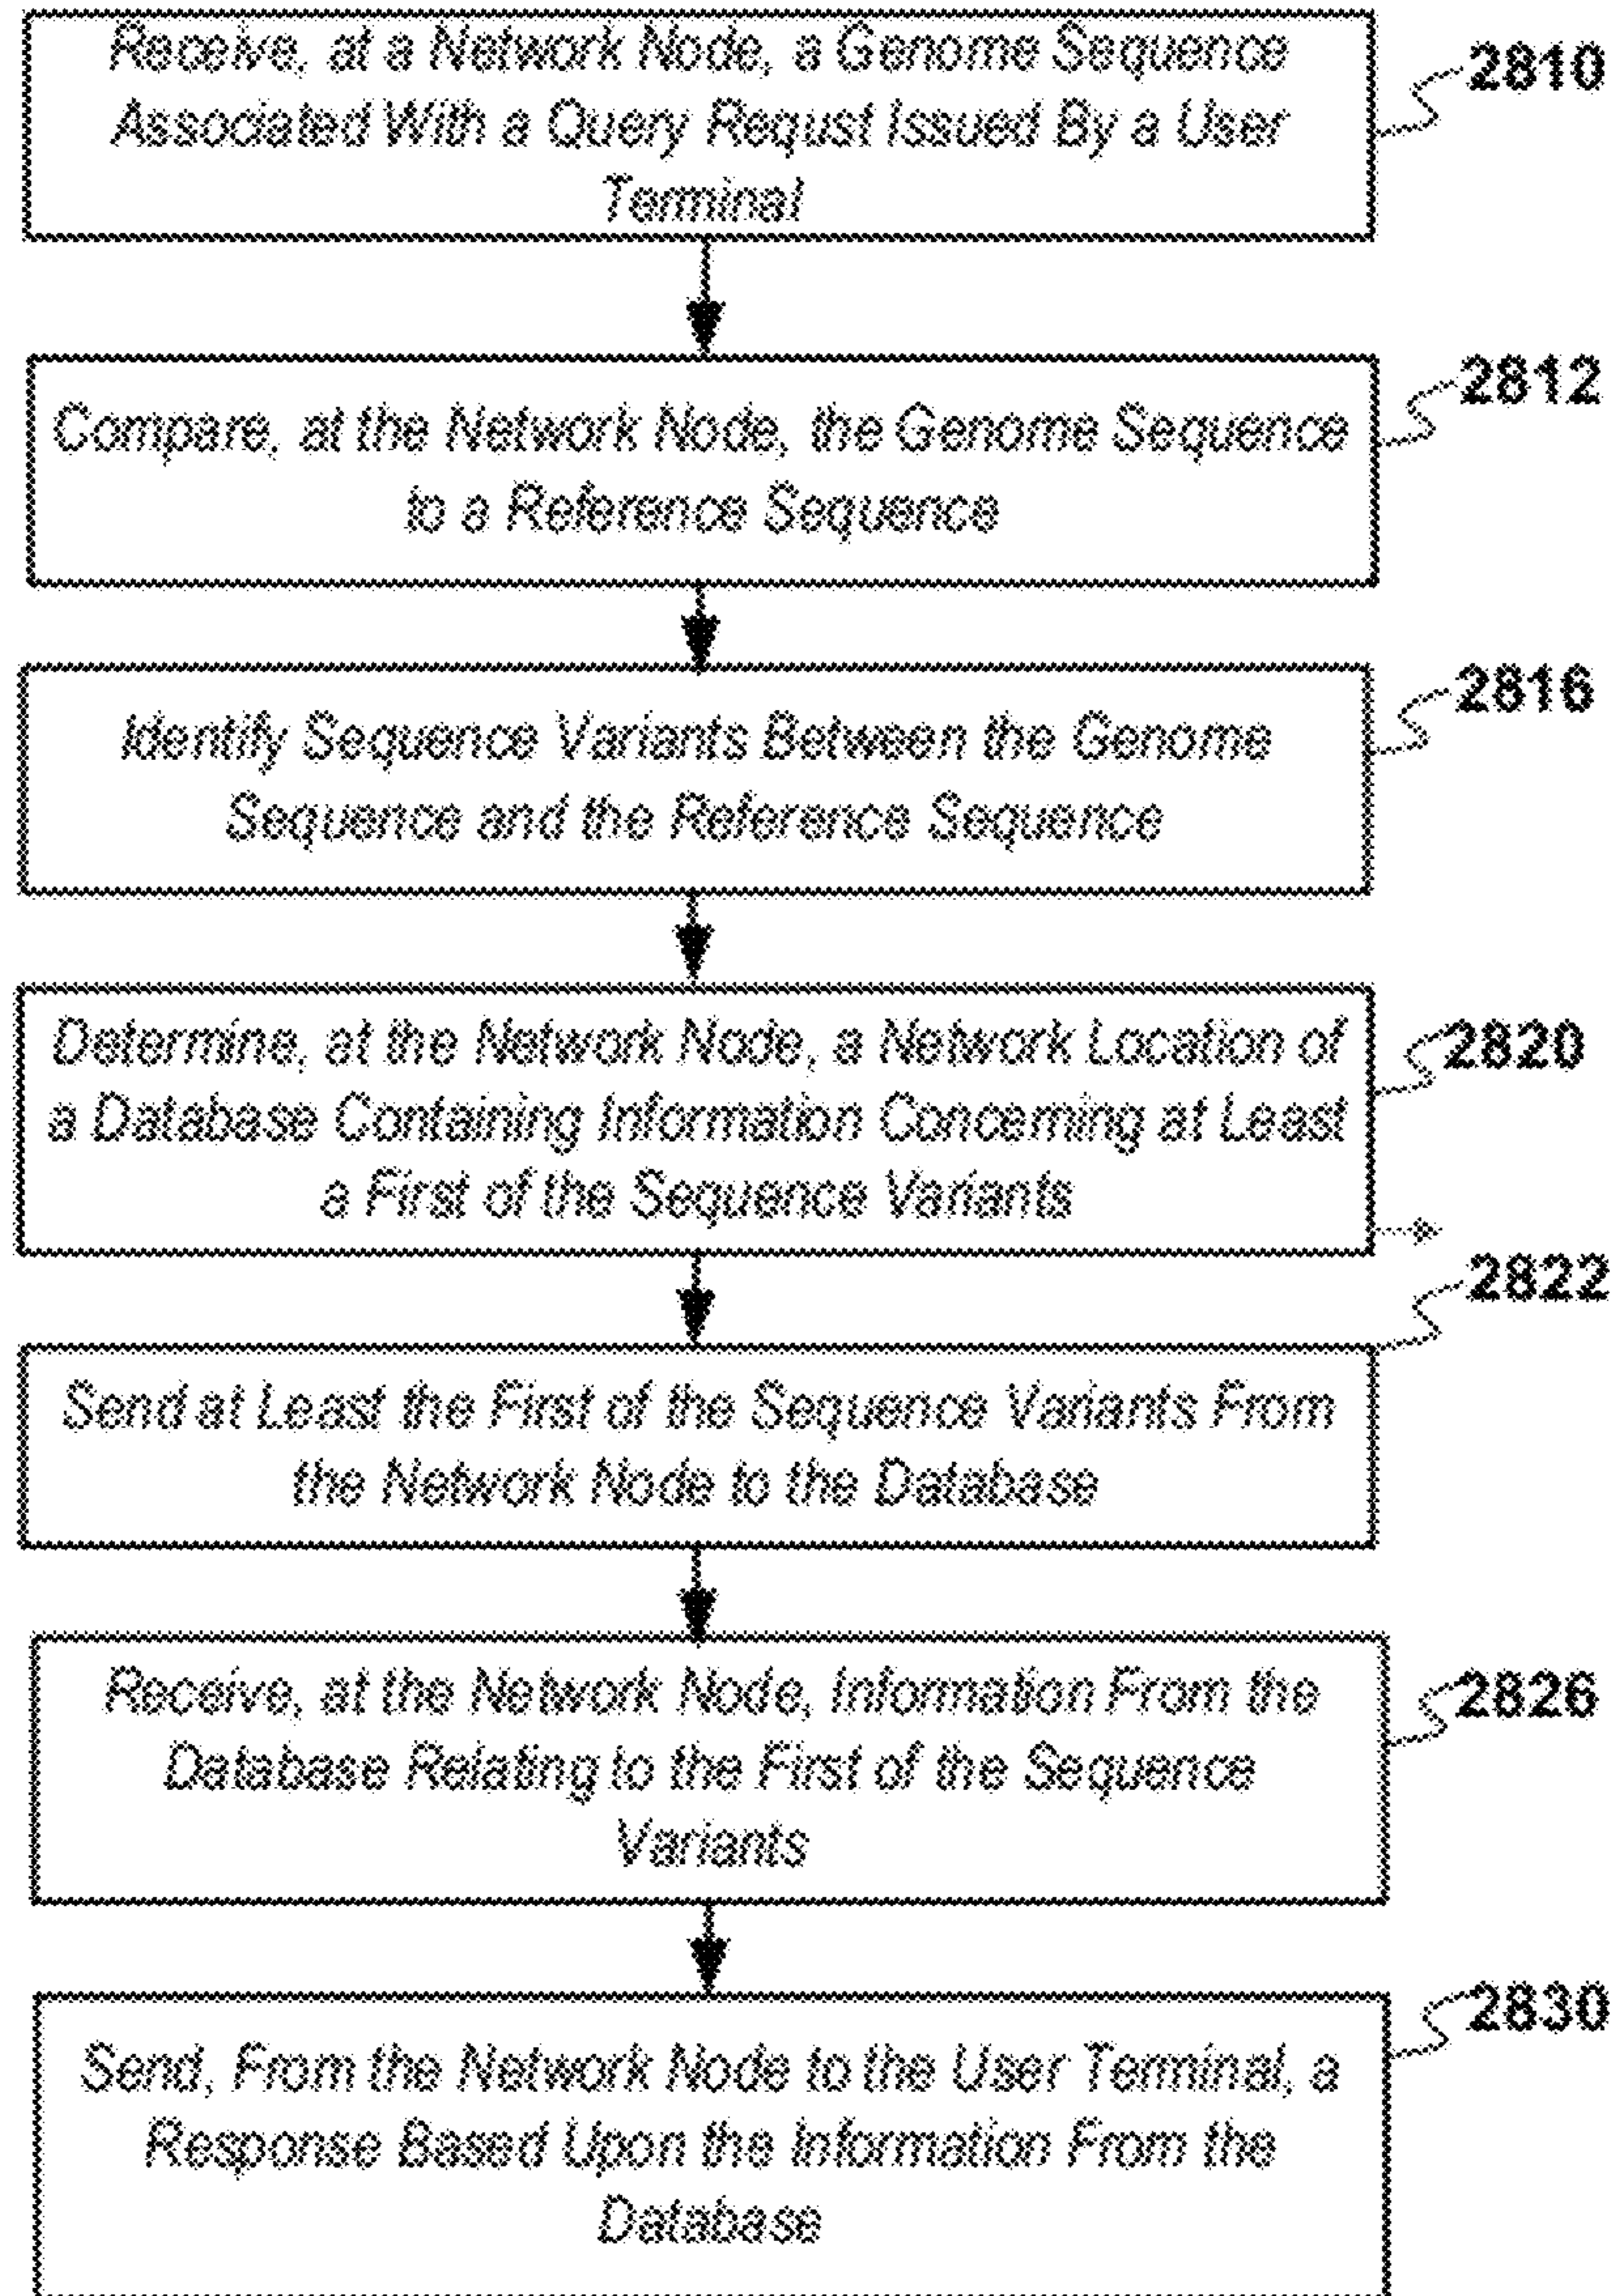 Receive, at a Network Node, a Genome Sequence
Associated With a Query Requst Issued By a User
Terminal
2810
Compare, at the Network Node, the Genome Sequence
to a Reference Sequence
2812
Identify Sequence Variants Between the Genome
Sequence and the Reference Sequence
2816
Determine, at the Network Node, a Network Location of
a Database Containing Information Concerning at Least
a First of the Sequence Variants
2820
Send at Least the First of the Sequence Variants From
the Network Node to the Database
2822
Receive, at the Network Node, Information From the
Database Relating to the First of the Sequence
Variants
2826
Send, From the Network Node to the User Terminal, a
Response Based Upon the Information From the
Database
2830